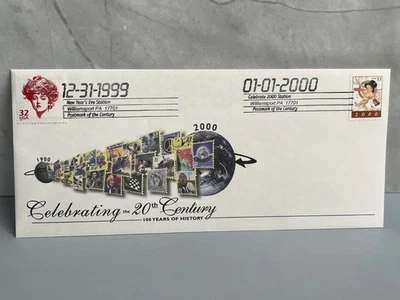 12-31-1999
New Year's Eve Station
Williamsport PA 17701
Postmark of the Century
32
USA
01-01-2000
Celebrate 2000 Station
Williamsport PA 17701
Postmark of the Century
33
2000
1900
2000
Celebrating the 20th Century
100 YEARS OF HISTORY